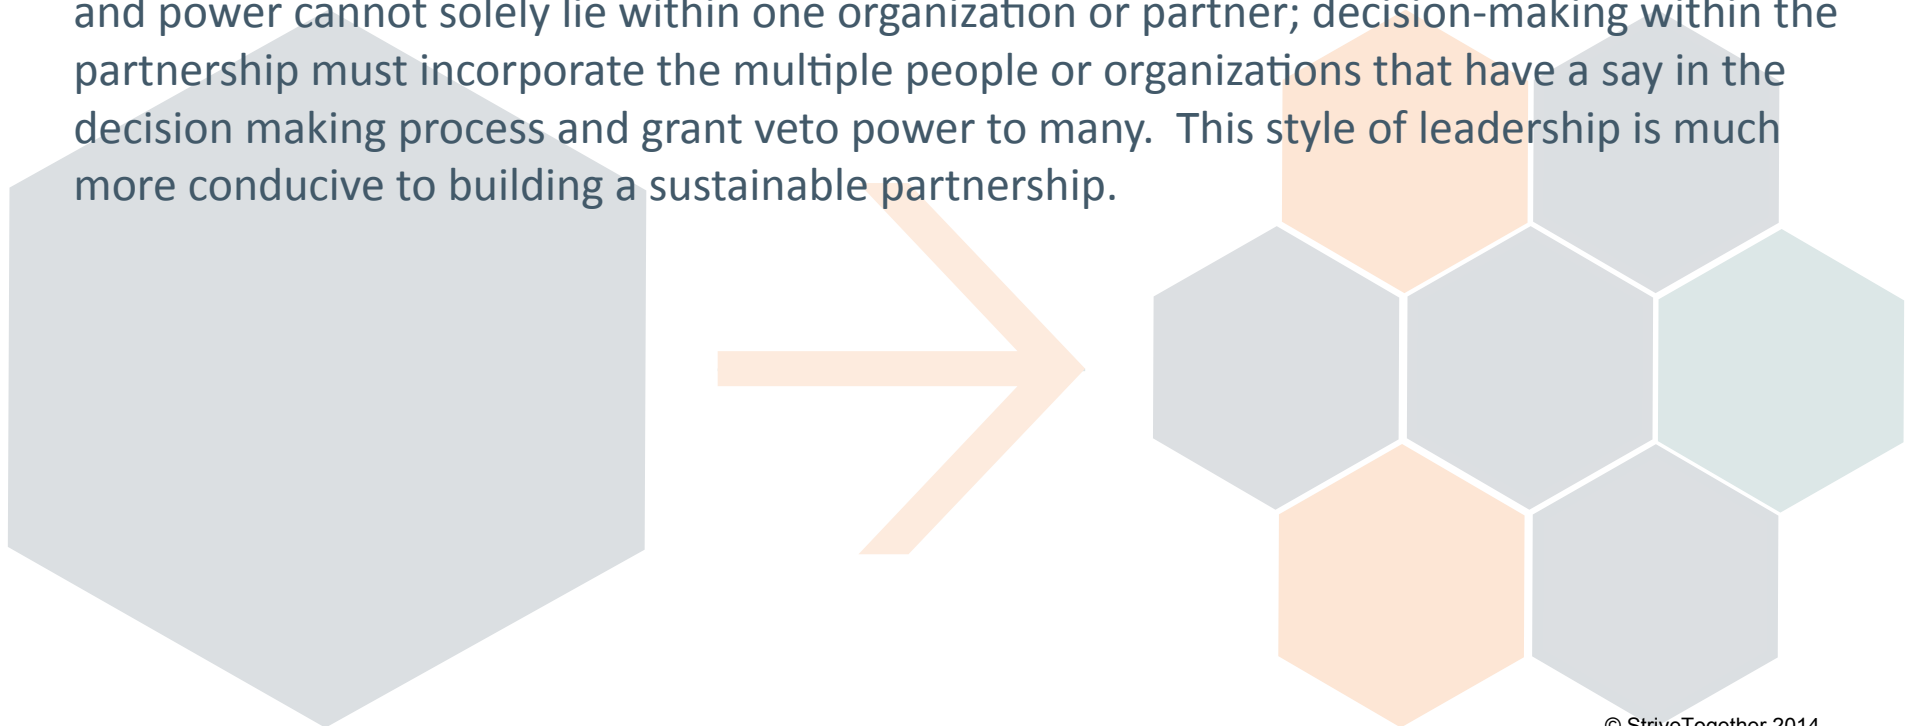 and power cannot solely lie within one organization or partner; decision-making within the
partnership must incorporate the multiple people or organizations that have a say in the
decision making process and grant veto power to many.  This style of leadership is much
more conducive to building a sustainable partnership.
© StriveTogether 2014